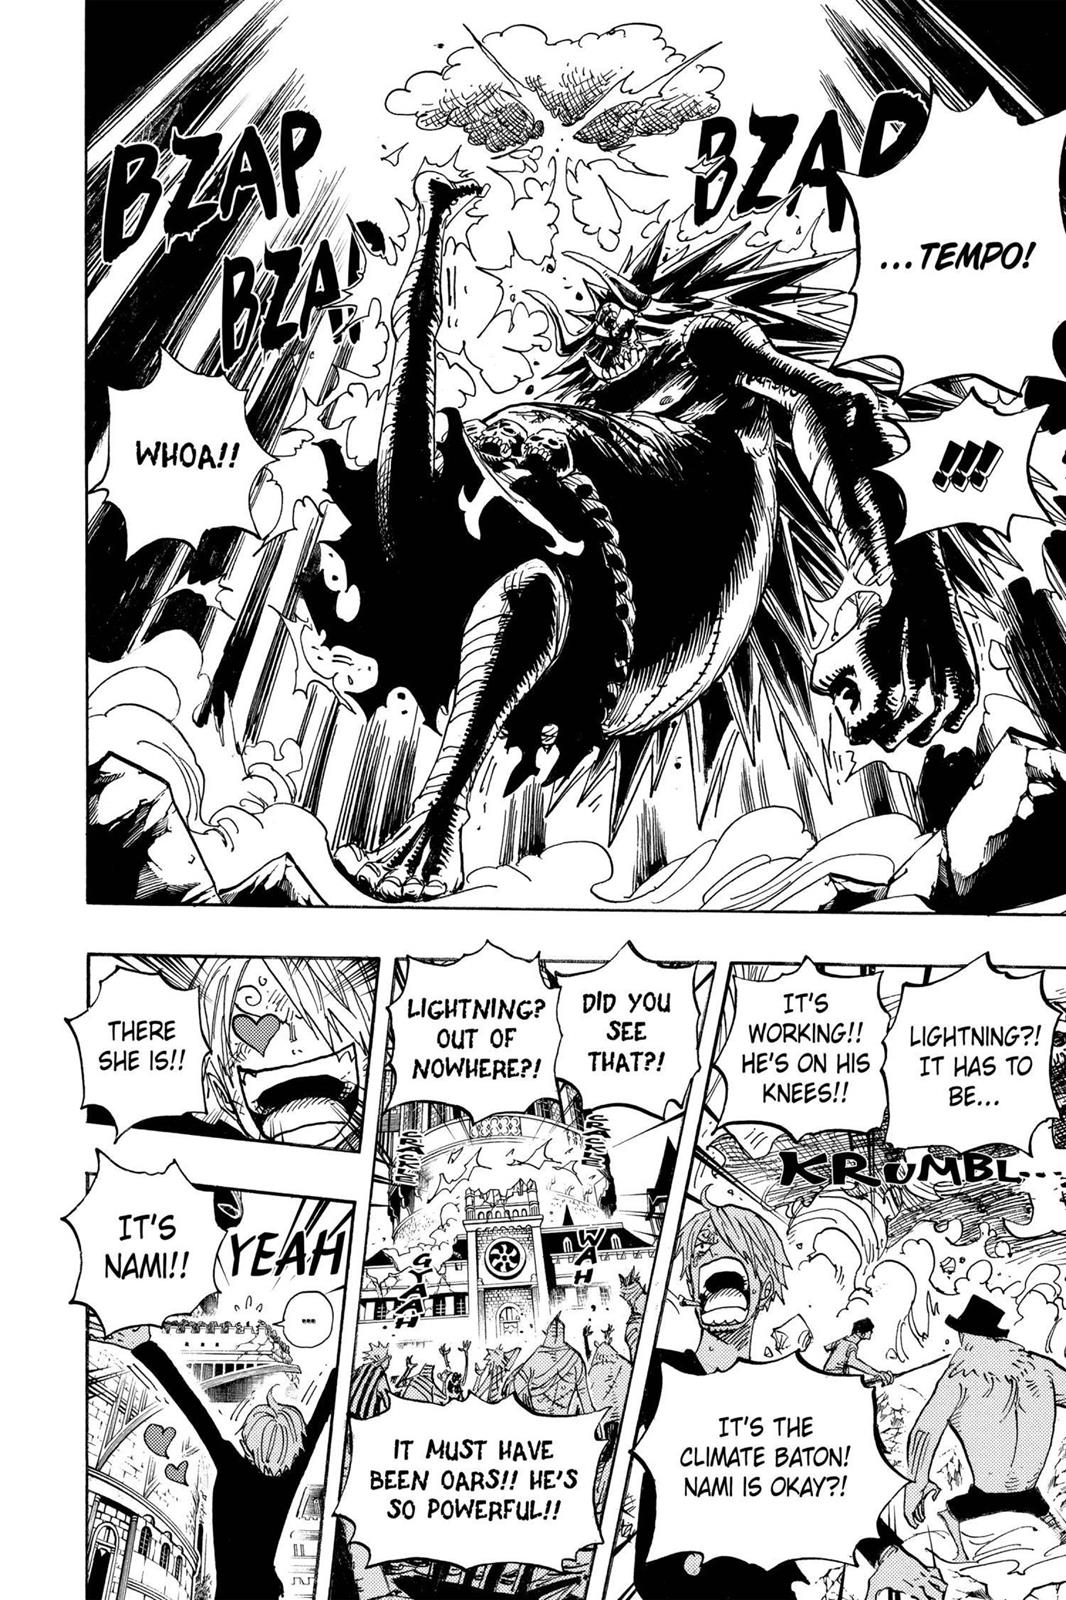 ...TEMPO!
BZAP
BZAP
BZAP
!!!
WHOA!!
LIGHTNING?!
IT HAS TO
BE...
IT'S
WORKING!!
HE'S ON HIS
KNEES!!
KRUMBL...
IT'S THE
CLIMATE BATON!
NAMI IS OKAY?!
DID YOU
SEE
THAT?!
LIGHTNING?
OUT OF
NOWHERE?!
WAH
GYAAH
IT MUST HAVE
BEEN OARS!! HE'S
SO POWERFUL!!
THERE
SHE IS!!
IT'S
NAMI!!
YEAH
...